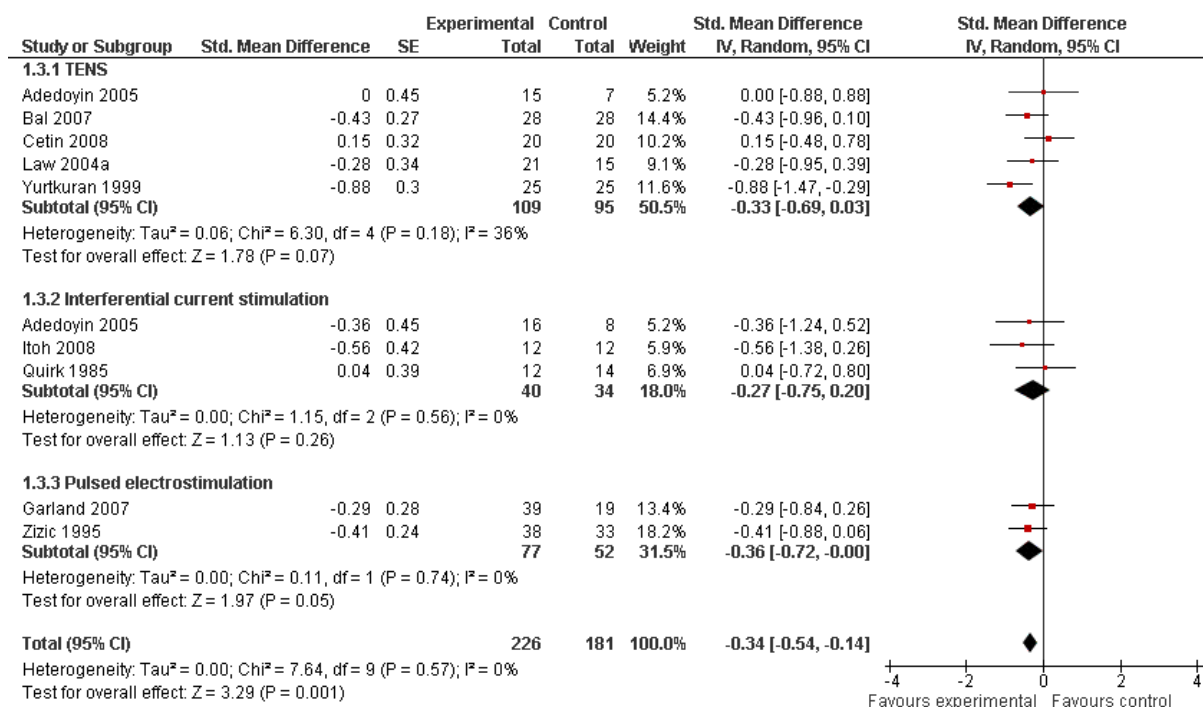 Experimental Control Std. Mean Difference Std. Mean Difference
Study or Subgroup Std. Mean Difference SE Total Total Weight IV, Random, 95% CI IV, Random, 95% CI
1.3.1 TENS
Adedoyin 2005 0 0.45 15 7 5.2% 0.00 [-0.88, 0.88]
Bal 2007 -0.43 0.27 28 28 14.4% -0.43 [-0.96, 0.10]
Cetin 2008 0.15 0.32 20 20 10.2% 0.15 [-0.48, 0.78]
Law 2004a -0.28 0.34 21 15 9.1% -0.28 [-0.95, 0.39]
Yurtkuran 1999 -0.88 0.3 25 25 11.6% -0.88 [-1.47, -0.29]
Subtotal (95% CI) 109 95 50.5% -0.33 [-0.69, 0.03]
Heterogeneity: Tau² = 0.06; Chi² = 6.30, df = 4 (P = 0.18); I² = 36%
Test for overall effect: Z = 1.78 (P = 0.07)
1.3.2 Interferential current stimulation
Adedoyin 2005 -0.36 0.45 16 8 5.2% -0.36 [-1.24, 0.52]
Itoh 2008 -0.56 0.42 12 12 5.9% -0.56 [-1.38, 0.26]
Quirk 1985 0.04 0.39 12 14 6.9% 0.04 [-0.72, 0.80]
Subtotal (95% CI) 40 34 18.0% -0.27 [-0.75, 0.20]
Heterogeneity: Tau² = 0.00; Chi² = 1.15, df = 2 (P = 0.56); I² = 0%
Test for overall effect: Z = 1.13 (P = 0.26)
1.3.3 Pulsed electrostimulation
Garland 2007 -0.29 0.28 39 19 13.4% -0.29 [-0.84, 0.26]
Zizic 1995 -0.41 0.24 38 33 18.2% -0.41 [-0.88, 0.06]
Subtotal (95% CI) 77 52 31.5% -0.36 [-0.72, -0.00]
Heterogeneity: Tau² = 0.00; Chi² = 0.11, df = 1 (P = 0.74); I² = 0%
Test for overall effect: Z = 1.97 (P = 0.05)
Total (95% CI) 226 181 100.0% -0.34 [-0.54, -0.14]
Heterogeneity: Tau² = 0.00; Chi² = 7.64, df = 9 (P = 0.57); I² = 0%
Test for overall effect: Z = 3.29 (P = 0.001)
-4 -2 0 2 4
Favours experimental Favours control